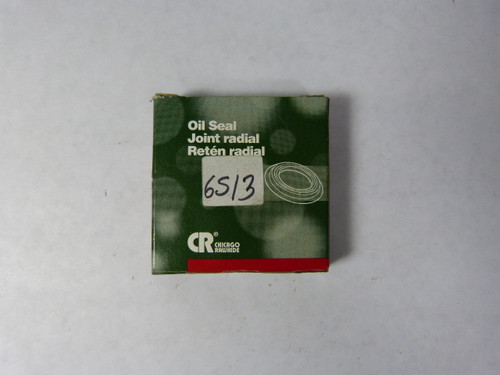 Oil Seal
Joint radial
Retén radial
6513
CR®
CHICAGO
RAWHIDE